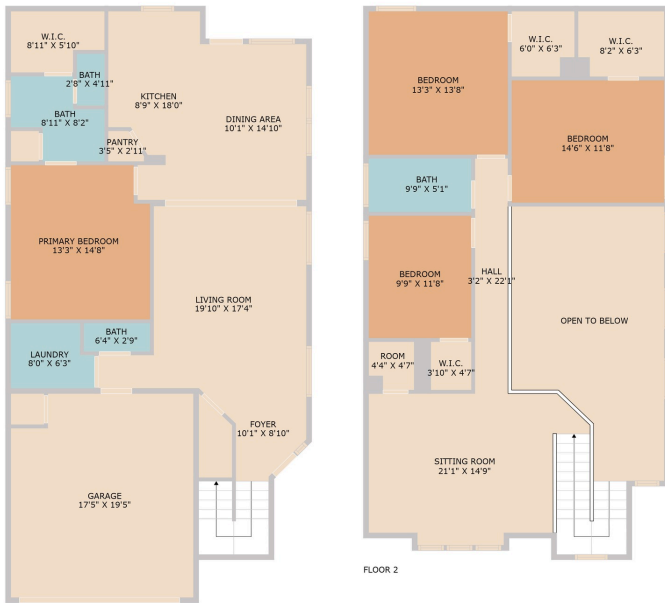 W.I.C.
8'11" X 5'10"
BATH
2'8" X 4'11"
KITCHEN
8'9" X 18'0"
BATH
8'11" X 8'2"
DINING AREA
10'1" X 14'10"
PANTRY
3'5" X 2'11"
PRIMARY BEDROOM
13'3" X 14'8"
LIVING ROOM
19'10" X 17'4"
BATH
6'4" X 2'9"
LAUNDRY
8'0" X 6'3"
FOYER
10'1" X 8'10"
GARAGE
17'5" X 19'5"
W.I.C.
6'0" X 6'3"
W.I.C.
8'2" X 6'3"
BEDROOM
13'3" X 13'8"
BEDROOM
14'6" X 11'8"
BATH
9'9" X 5'1"
BEDROOM
9'9" X 11'8"
HALL
3'2" X 22'1"
OPEN TO BELOW
ROOM
4'4" X 4'7"
W.I.C.
3'10" X 4'7"
SITTING ROOM
21'1" X 14'9"
FLOOR 2